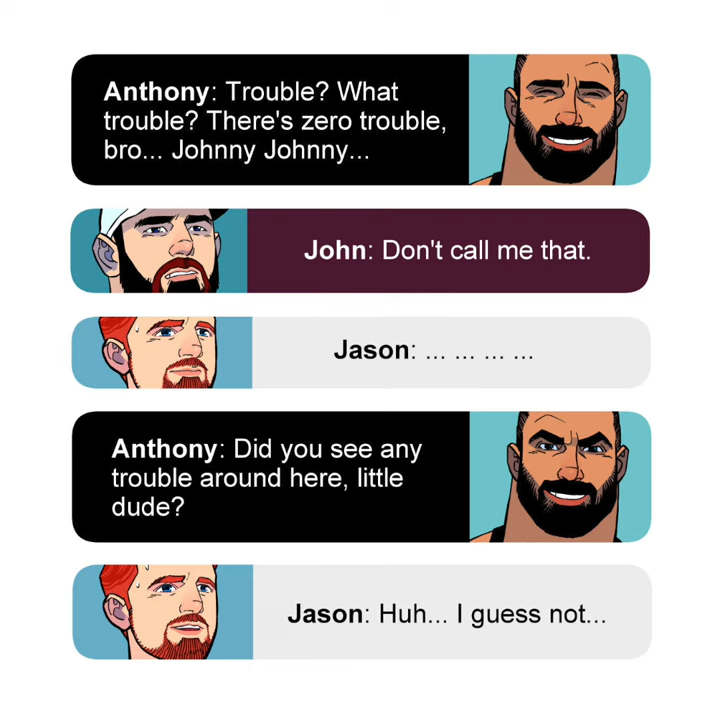 Anthony: Trouble? What
trouble? There's zero trouble,
bro... Johnny Johnny...
John: Don't call me that.
Jason: ... ... ... ...
Anthony: Did you see any
trouble around here, little
dude?
Jason: Huh... I guess not...